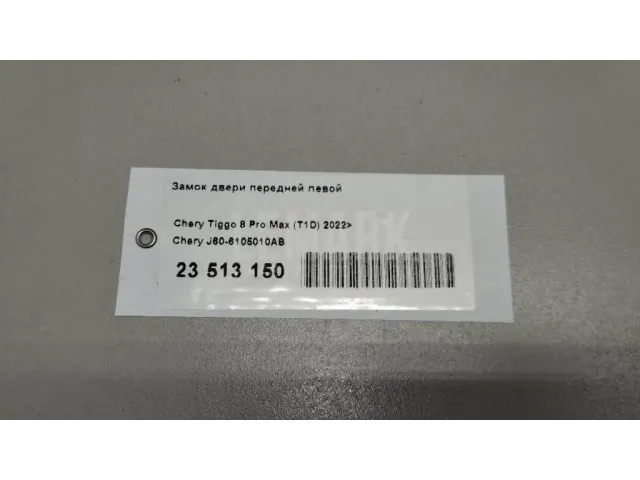 Замок двери передней левой
Chery Tiggo 8 Pro Max (T1D) 2022>
Chery J60-6105010AB
23 513 150